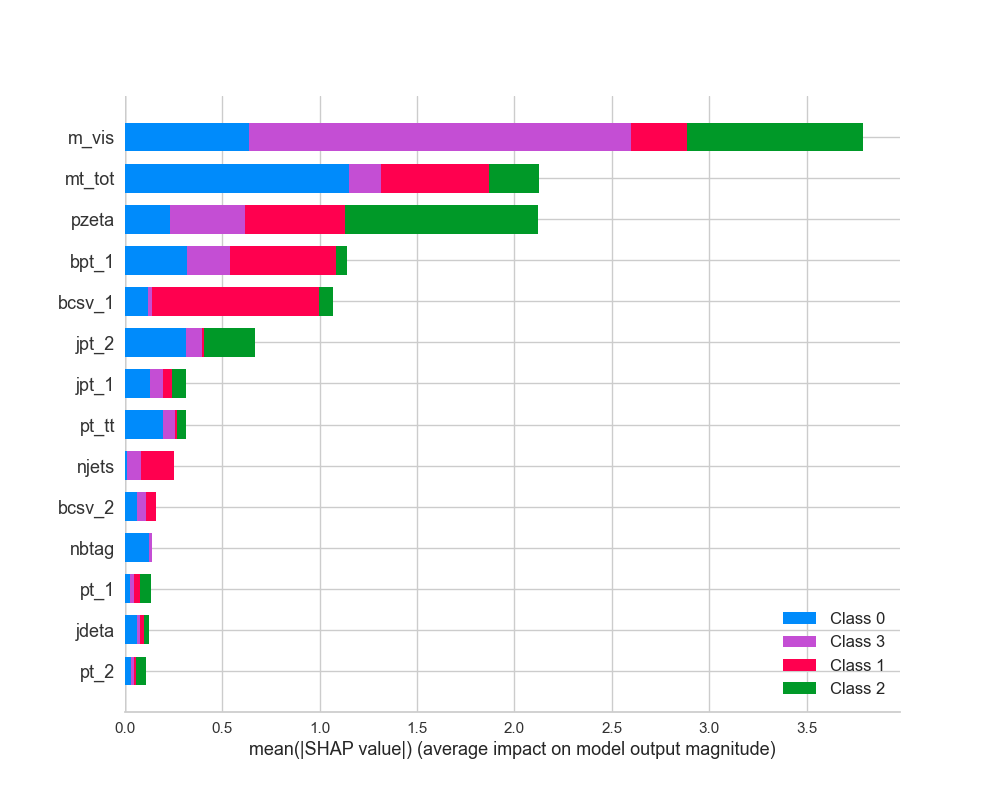 m_vis
mt_tot
pzeta
bpt_1
bcsv_1
jpt_2
jpt_1
pt_tt
njets
bcsv_2
nbtag
pt_1
jdeta
pt_2
Class 0
Class 3
Class 1
Class 2
0.0 0.5 1.0 1.5 2.0 2.5 3.0 3.5
mean(|SHAP value|) (average impact on model output magnitude)